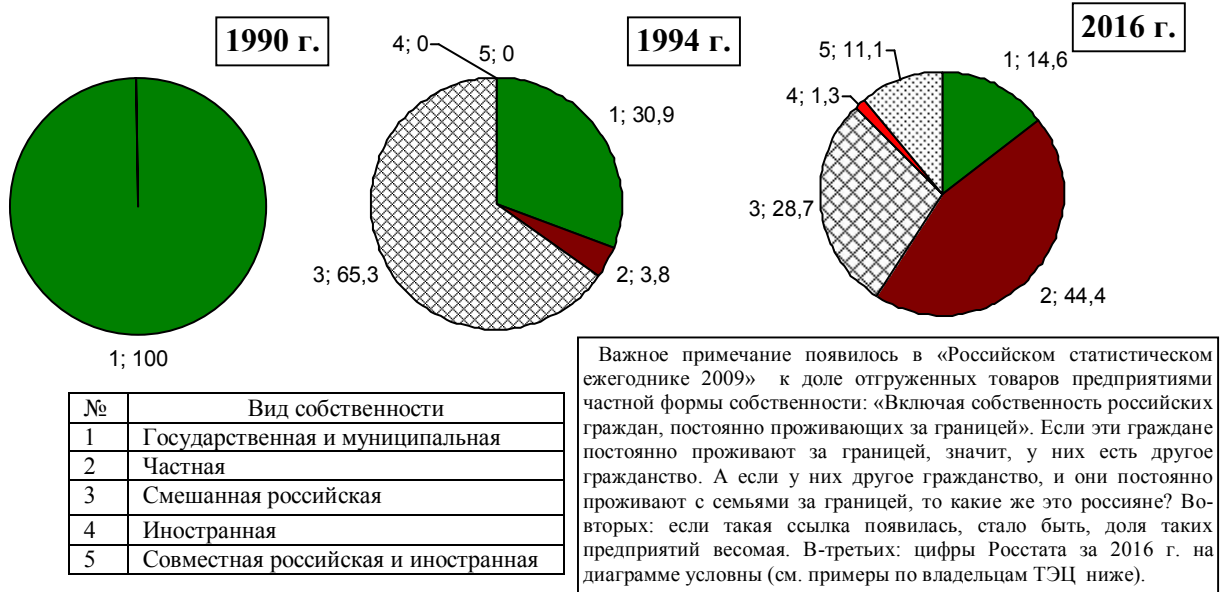 1990 г.
1; 100
1994 г.
4; 0
5; 0
1; 30,9
3; 65,3
2; 3,8
2016 г.
5; 11,1
1; 14,6
4; 1,3
3; 28,7
2; 44,4
№ Вид собственности
1 Государственная и муниципальная
2 Частная
3 Смешанная российская
4 Иностранная
5 Совместная российская и иностранная
Важное примечание появилось в «Российском статистическом
ежегоднике 2009» к доле отгруженных товаров предприятиями
частной формы собственности: «Включая собственность российских
граждан, постоянно проживающих за границей». Если эти граждане
постоянно проживают за границей, значит, у них есть другое
гражданство. А если у них другое гражданство, и они постоянно
проживают с семьями за границей, то какие же это россияне? Во-
вторых: если такая ссылка появилась, стало быть, доля таких
предприятий весомая. В-третьих: цифры Росстата за 2016 г. на
диаграмме условны (см. примеры по владельцам ТЭЦ ниже).